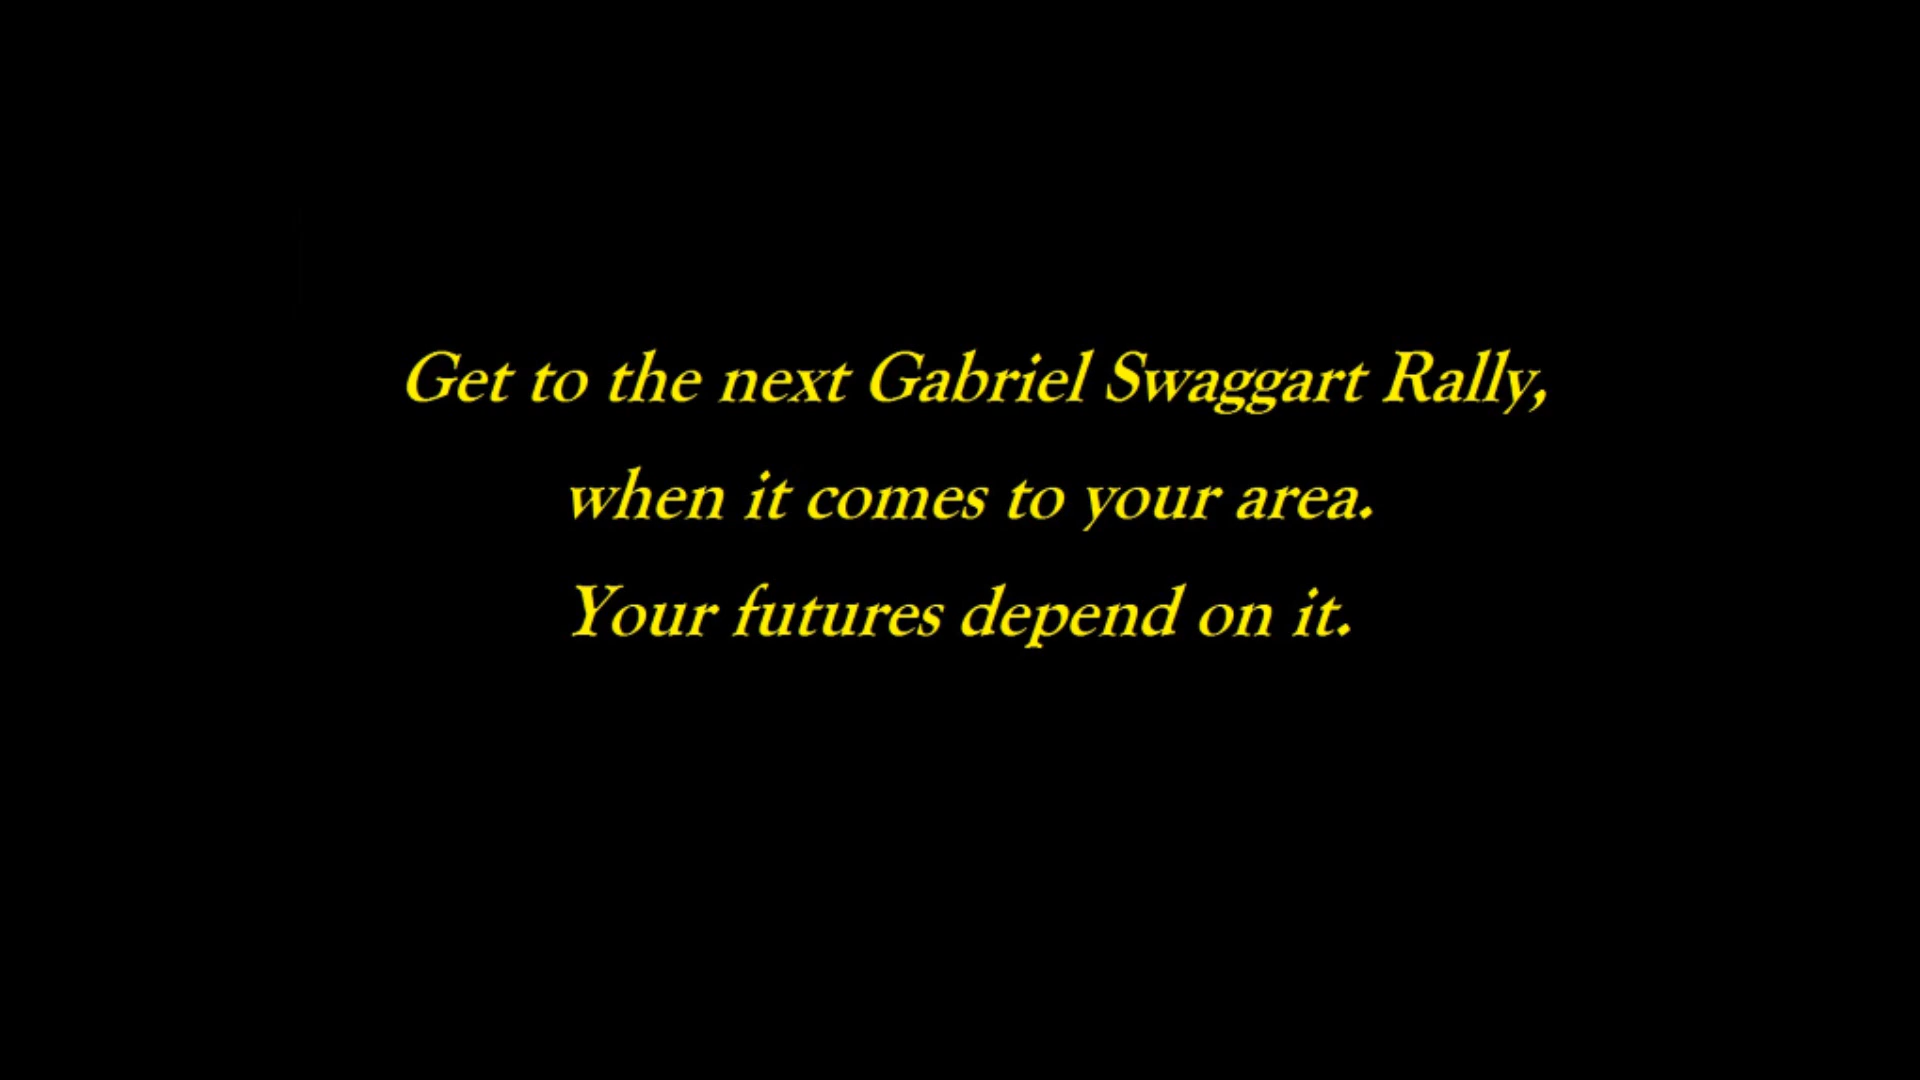 Get to the next Gabriel Swaggart Rally,
when it comes to your area.
Your futures depend on it.